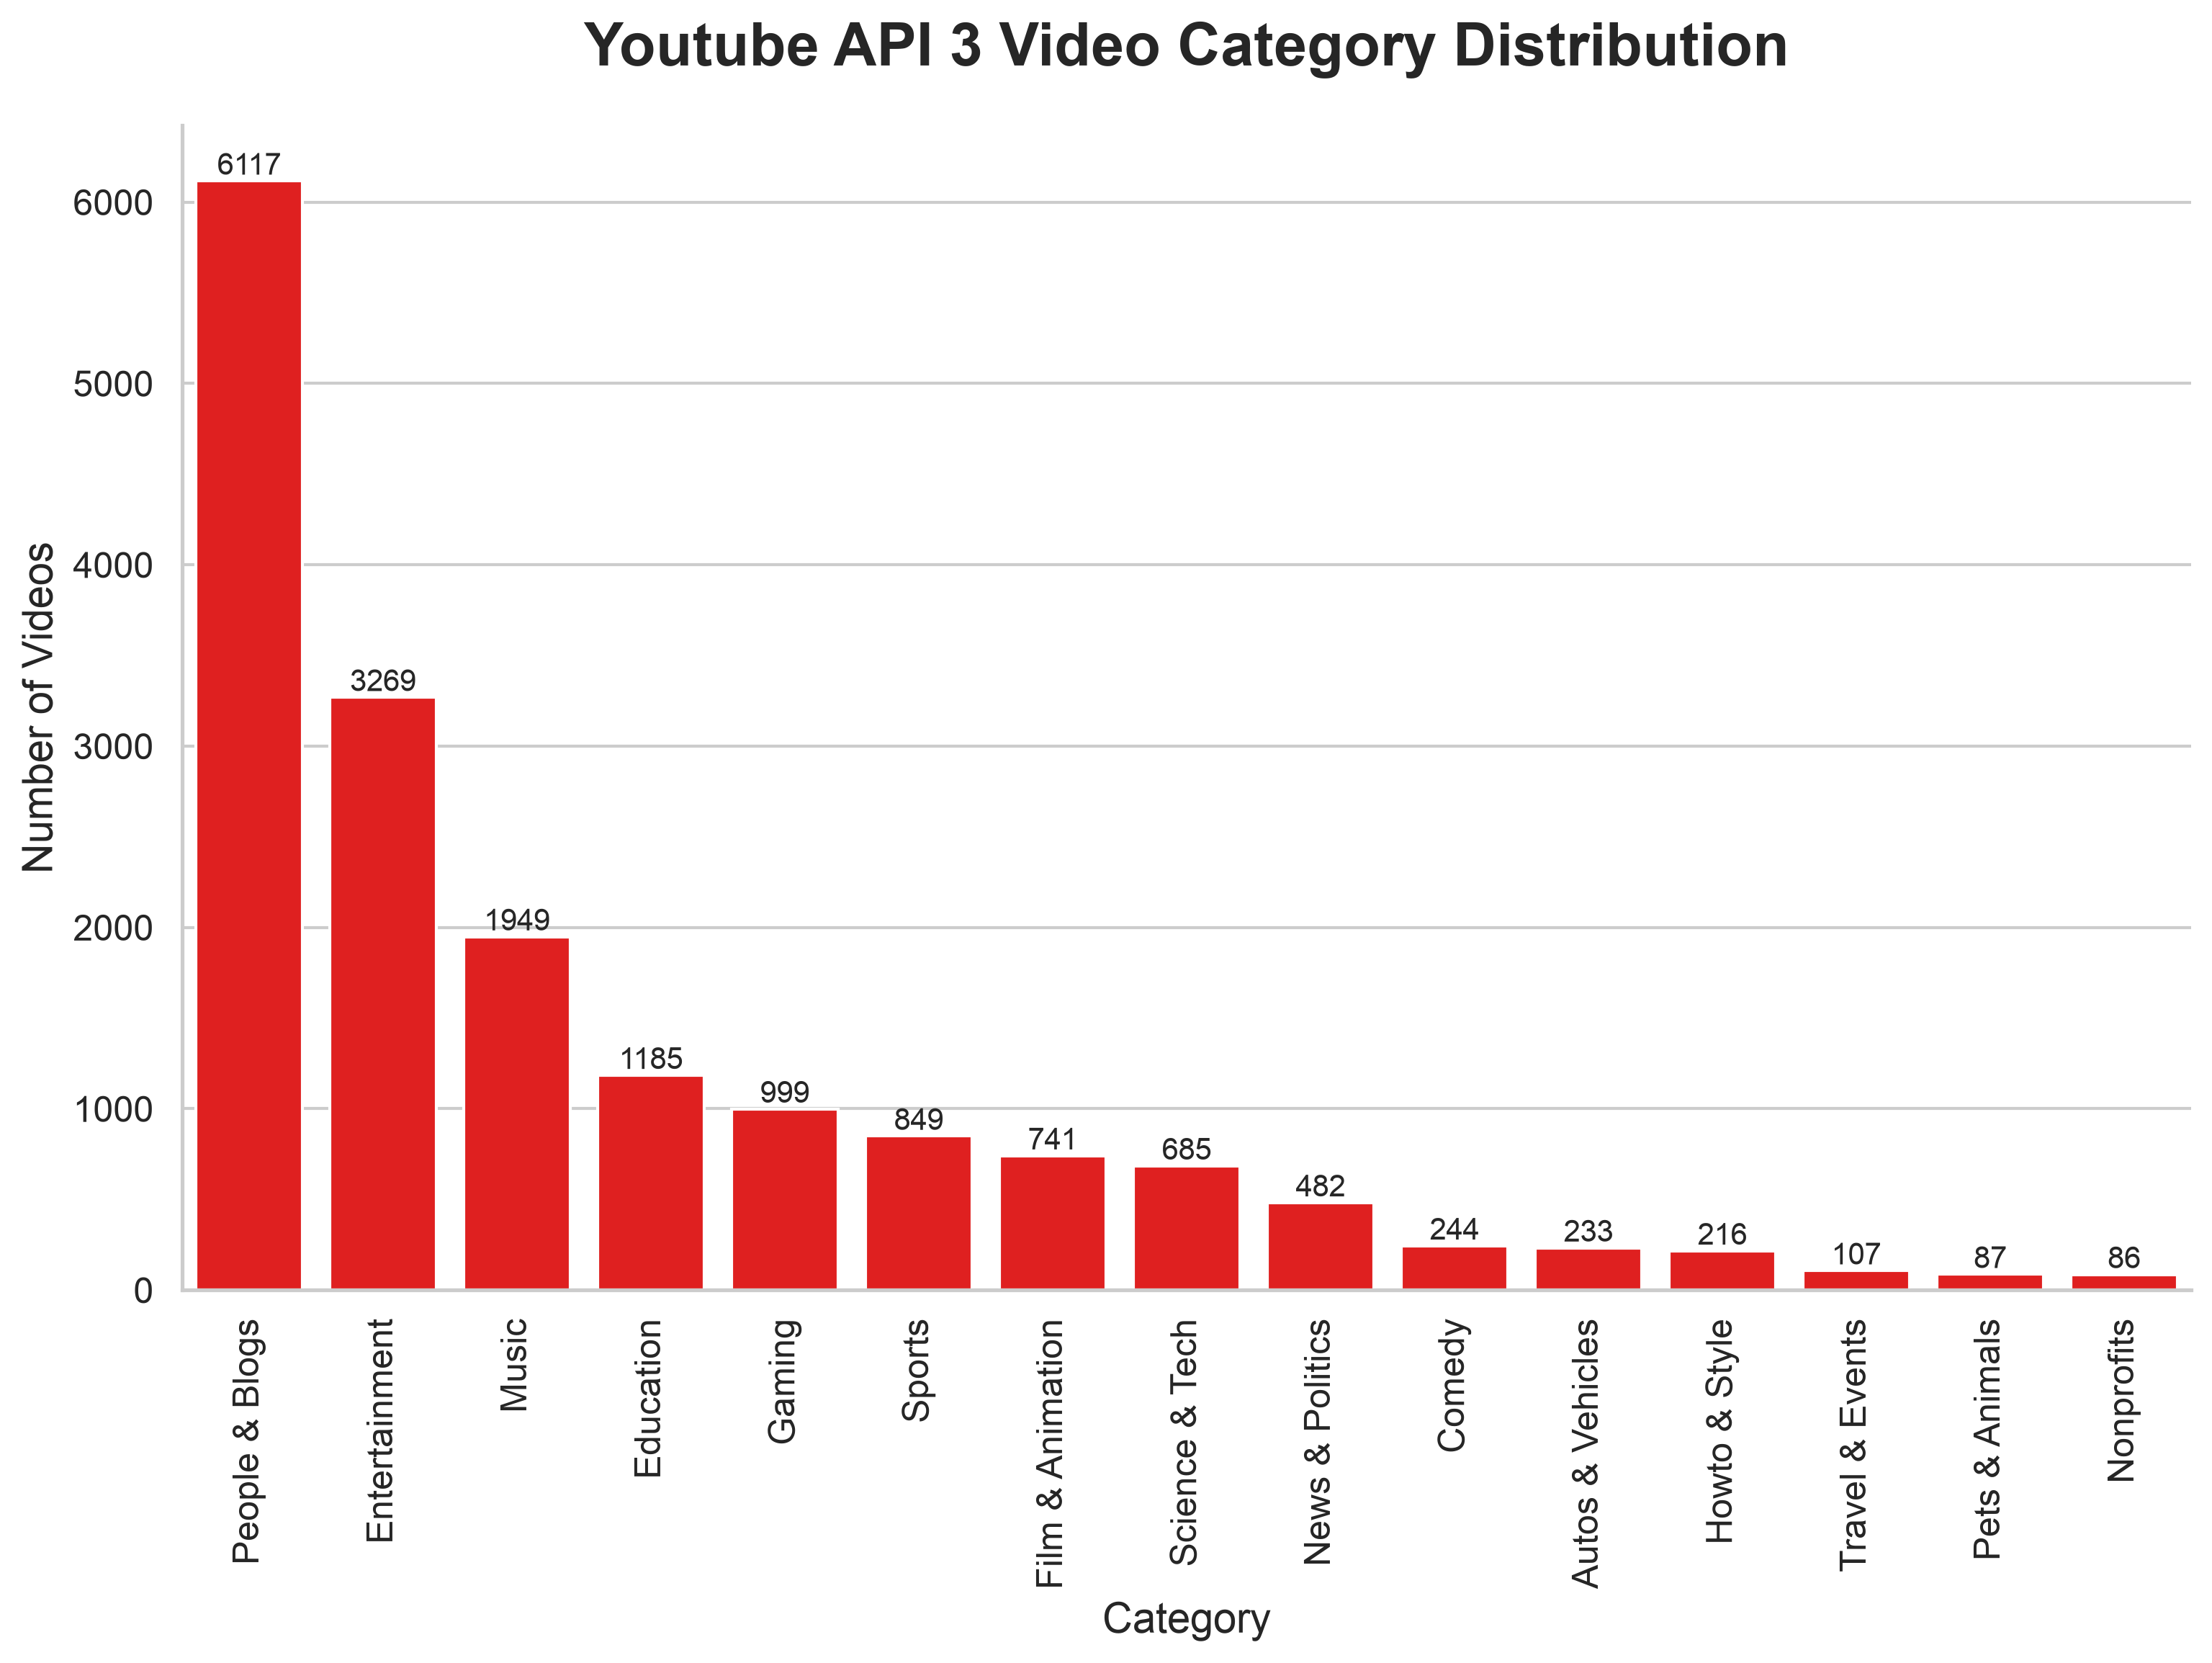 Youtube API 3 Video Category Distribution
Number of Videos
6000
5000
4000
3000
2000
1000
0
6117
3269
1949
1185
999
849
741
685
482
244
233
216
107
87
86
People & Blogs
Entertainment
Music
Education
Gaming
Sports
Film & Animation
Science & Tech
News & Politics
Comedy
Autos & Vehicles
Howto & Style
Travel & Events
Pets & Animals
Nonprofits
Category